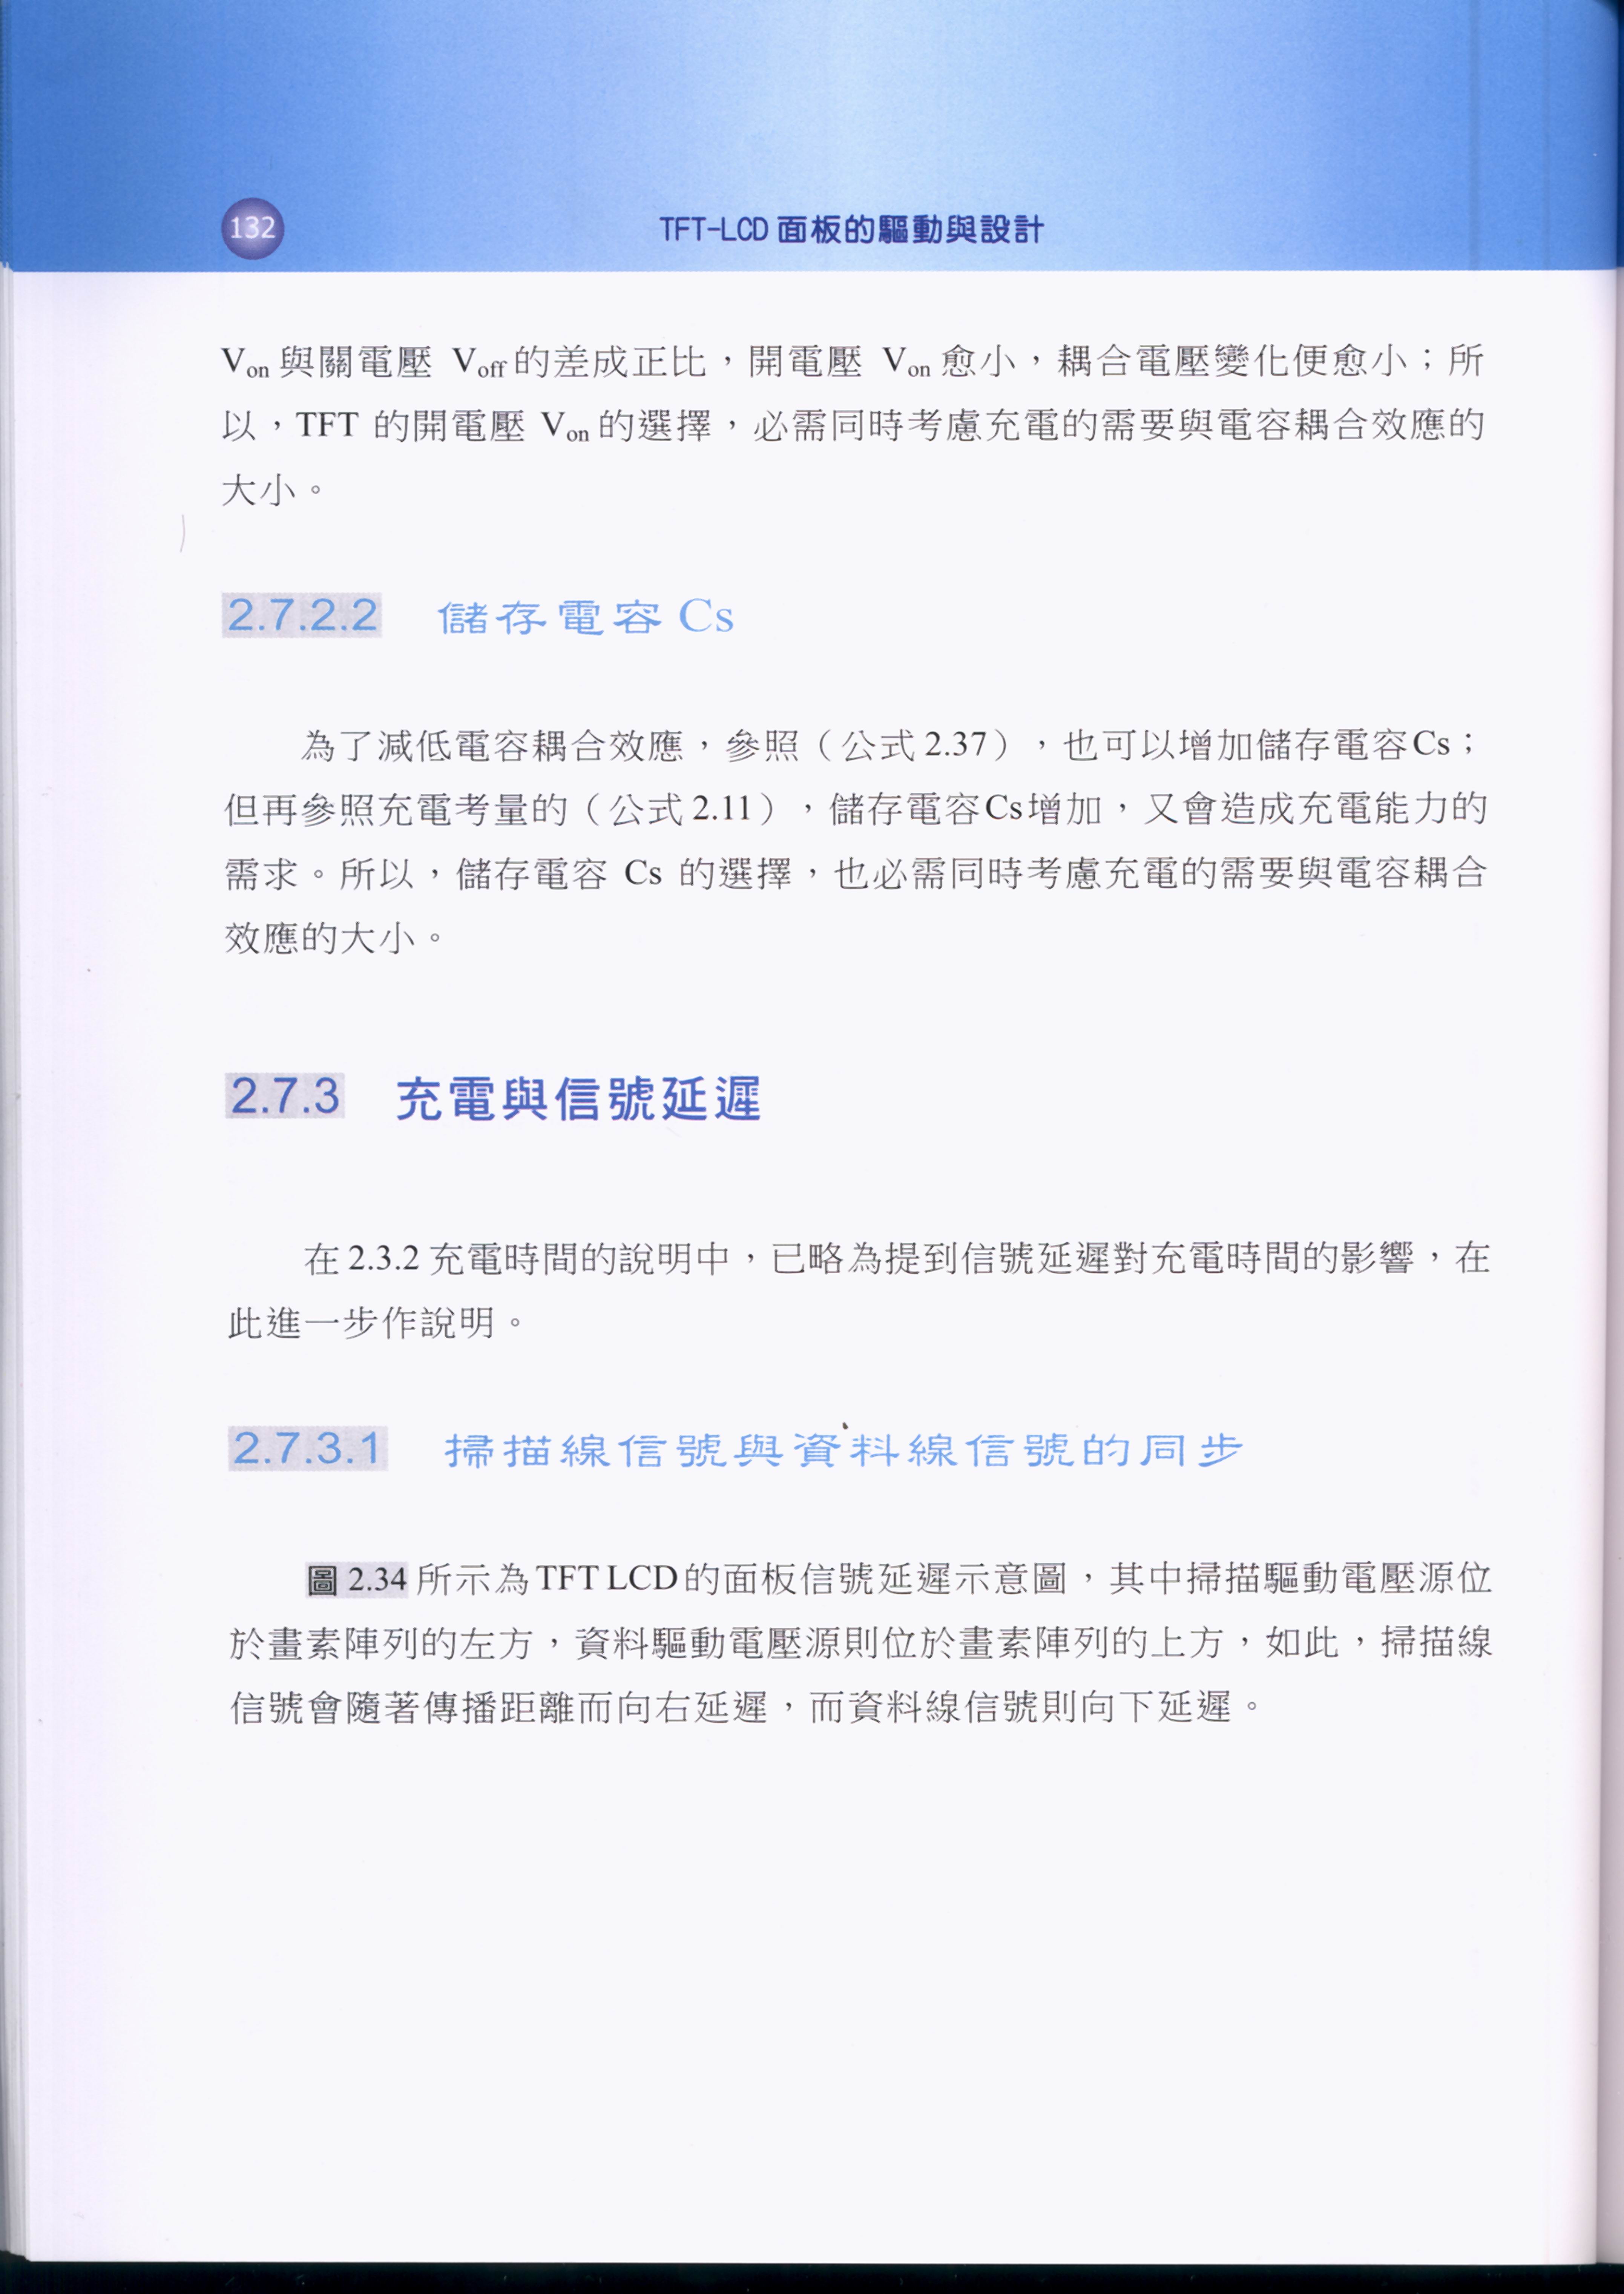 132
TFT-LCD 面板的驅動與設計
Von 與關電壓 Voff 的差成正比，開電壓 Von 愈小，耦合電壓變化便愈小；所
以，TFT 的開電壓 Von 的選擇，必需同時考慮充電的需要與電容耦合效應的
大小。
2.7.2.2 儲存電容 Cs
為了減低電容耦合效應，參照（公式 2.37），也可以增加儲存電容 Cs；
但再參照充電考量的（公式 2.11），儲存電容 Cs 增加，又會造成充電能力的
需求。所以，儲存電容 Cs 的選擇，也必需同時考慮充電的需要與電容耦合
效應的大小。
2.7.3 充電與信號延遲
在 2.3.2 充電時間的說明中，已略為提到信號延遲對充電時間的影響，在
此進一步作說明。
2.7.3.1 掃描線信號與資料線信號的同步
圖 2.34 所示為 TFT LCD 的面板信號延遲示意圖，其中掃描驅動電壓源位
於畫素陣列的左方，資料驅動電壓源則位於畫素陣列的上方，如此，掃描線
信號會隨著傳播距離而向右延遲，而資料線信號則向下延遲。